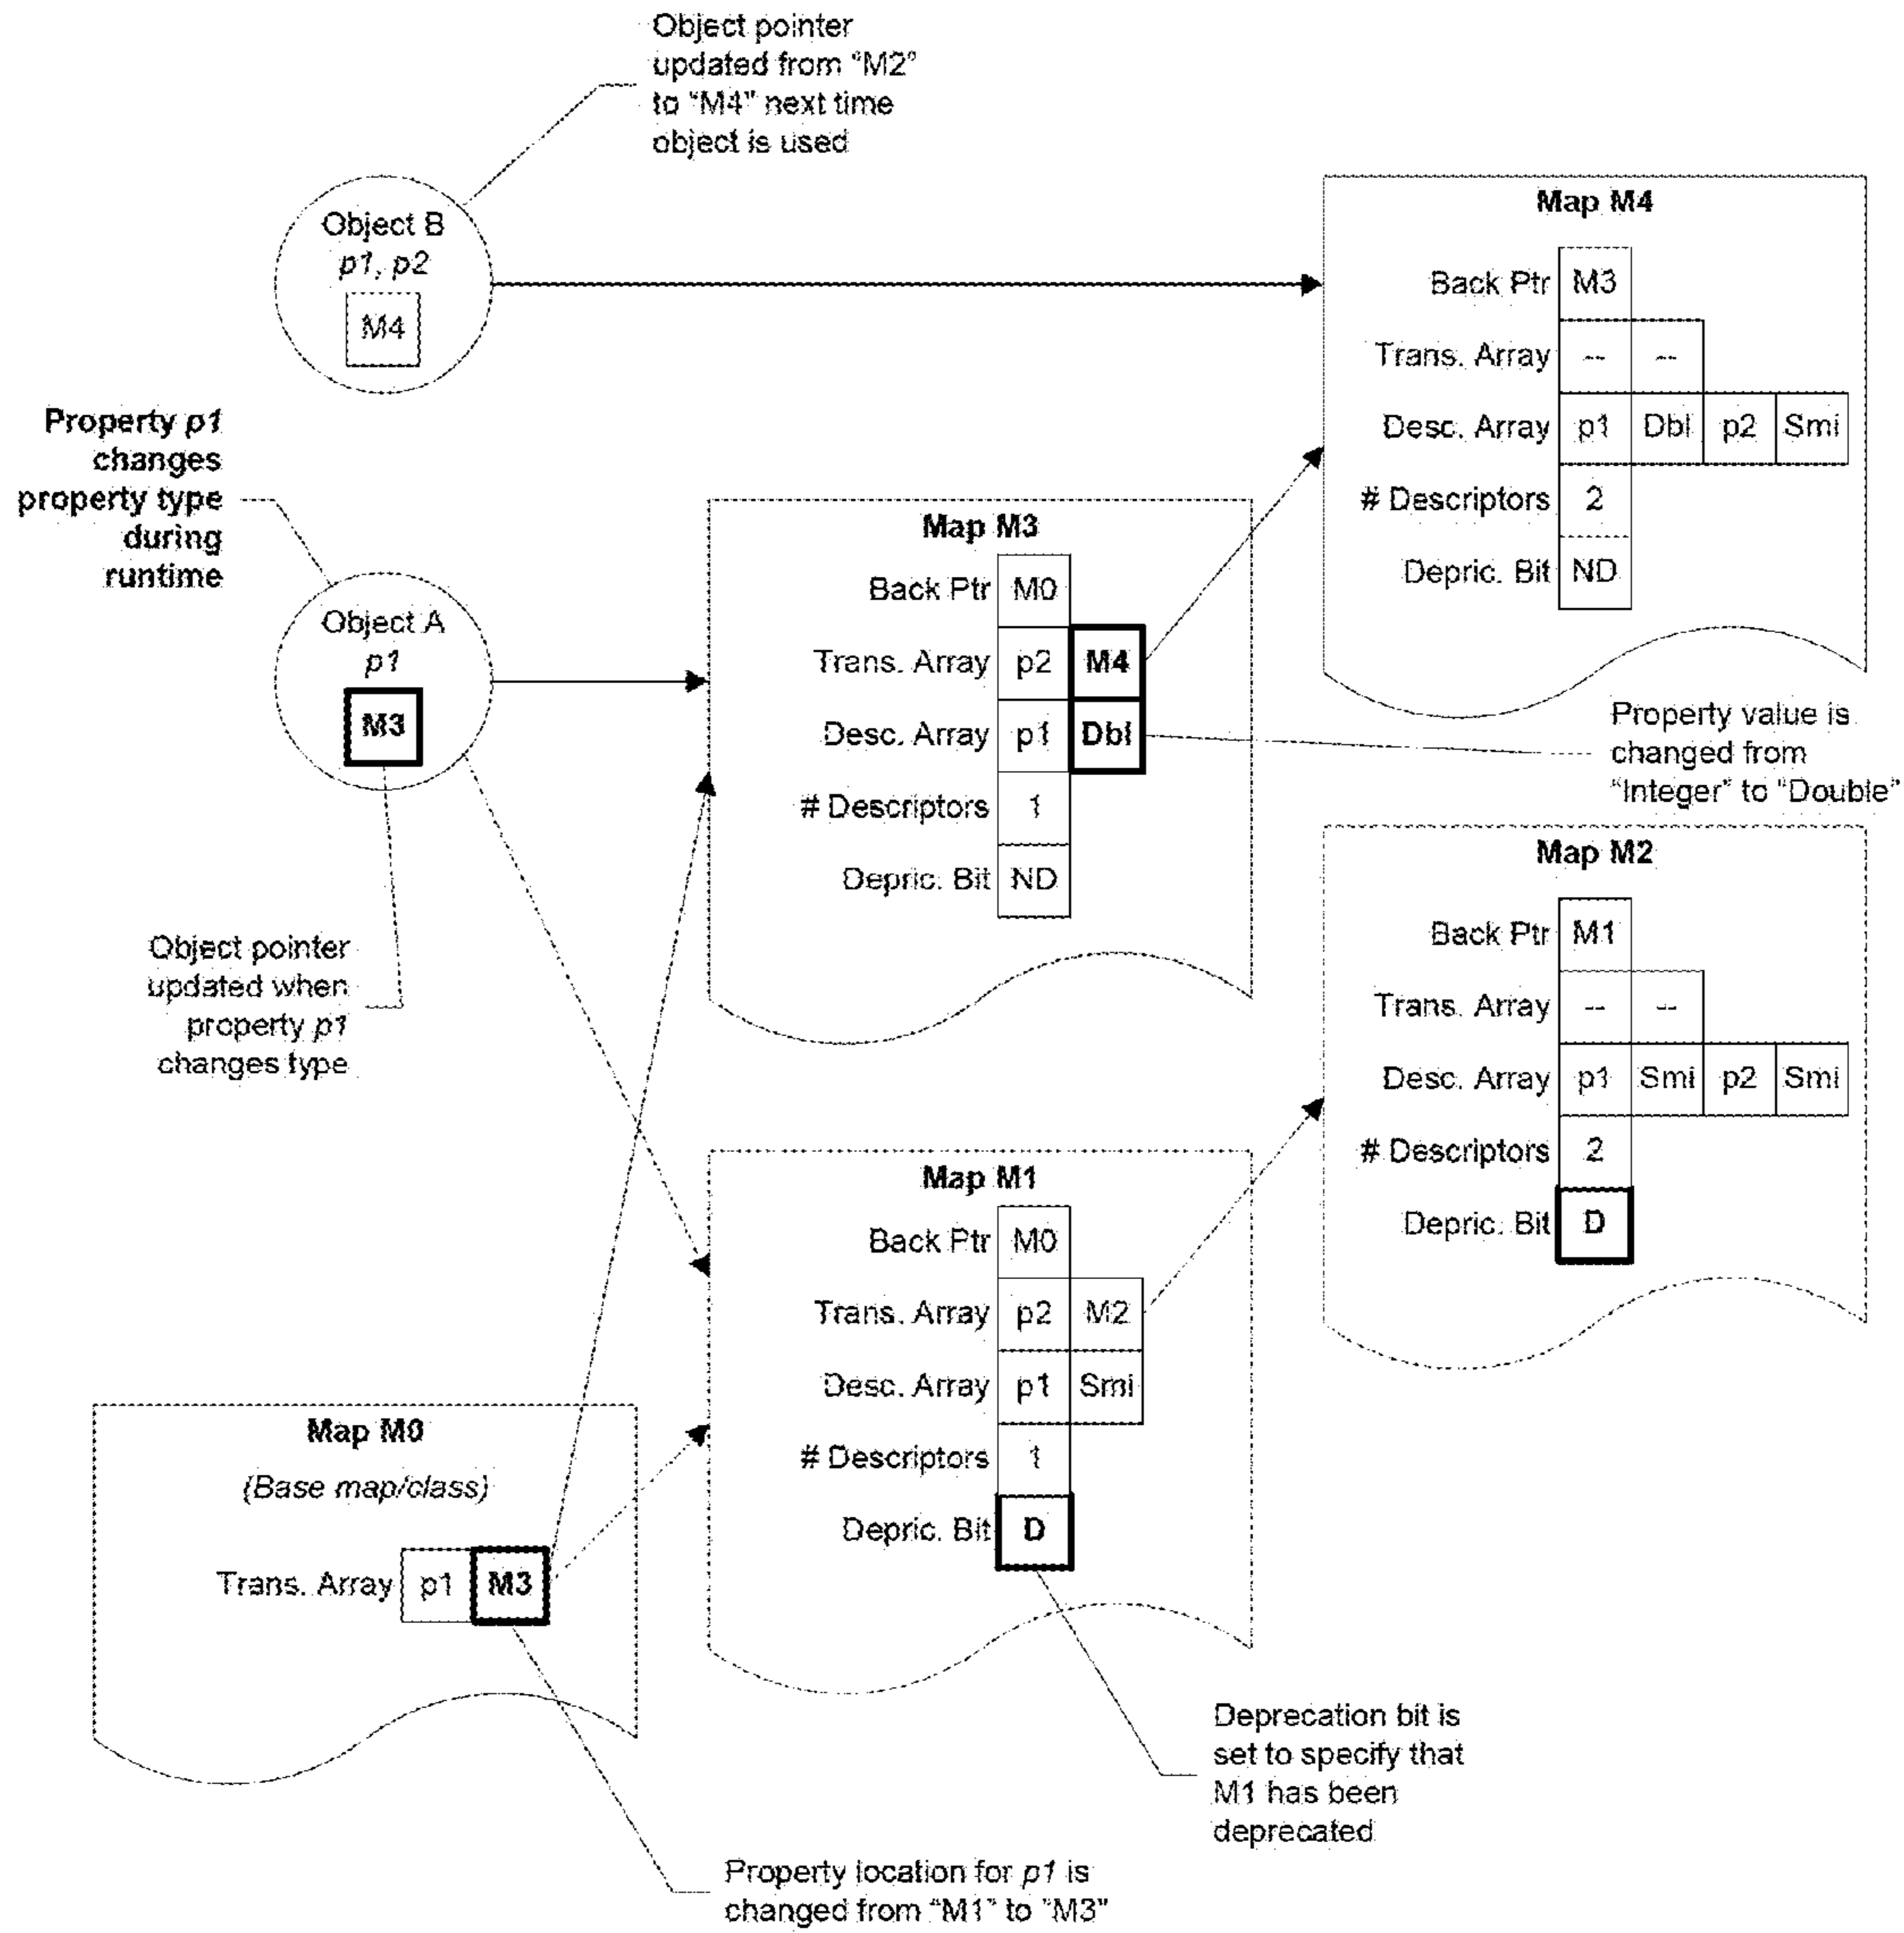 Object pointer
updated from "M2"
to "M4" next time
object is used
Object B
p1, p2
M4
Map M4
Back Ptr M3
Trans. Array -- --
Desc. Array p1 Dbl p2 Smi
# Descriptors 2
Depric. Bit ND
Property p1
changes
property type
during
runtime
Object A
p1
M3
Map M3
Back Ptr M0
Trans. Array p2 M4
Desc. Array p1 Dbl
# Descriptors 1
Depric. Bit ND
Property value is
changed from
"Integer" to "Double"
Object pointer
updated when
property p1
changes type
Map M2
Back Ptr M1
Trans. Array -- --
Desc. Array p1 Smi p2 Smi
# Descriptors 2
Depric. Bit D
Map M1
Back Ptr M0
Trans. Array p2 M2
Desc. Array p1 Smi
# Descriptors 1
Depric. Bit D
Map M0
(Base map/class)
Trans. Array p1 M3
Deprecation bit is
set to specify that
M1 has been
deprecated
Property location for p1 is
changed from "M1" to "M3"